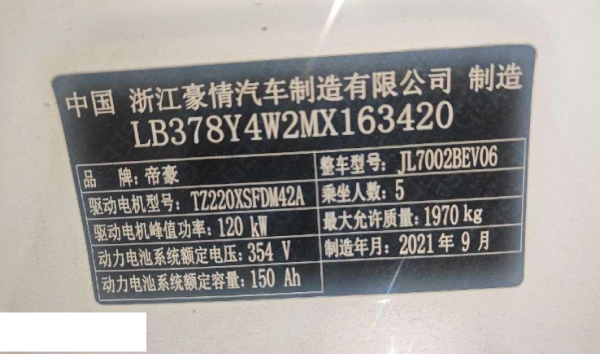 中国 浙江豪情汽车制造有限公司 制造
LB378Y4W2MX163420
品 牌:帝豪
整车型号: JL7002BEV06
驱动电机型号: TZ220XSFDM42A
乘坐人数: 5
驱动电机峰值功率: 120 kW
最大允许质量: 1970 kg
动力电池系统额定电压: 354 V
制造年月: 2021 年 9 月
动力电池系统额定容量: 150 Ah